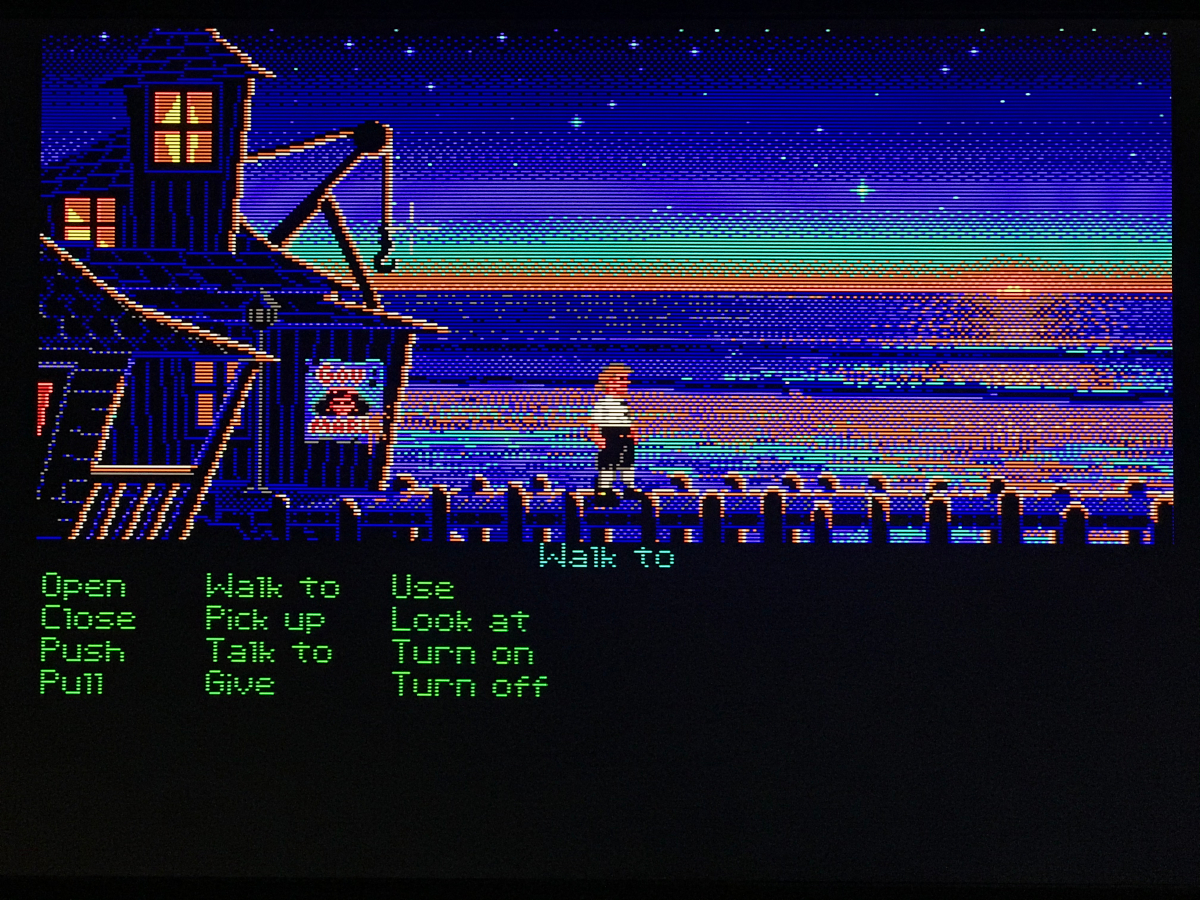 Walk to
Open Walk to Use
Close Pick up Look at
Push Talk to Turn on
Pull Give Turn off